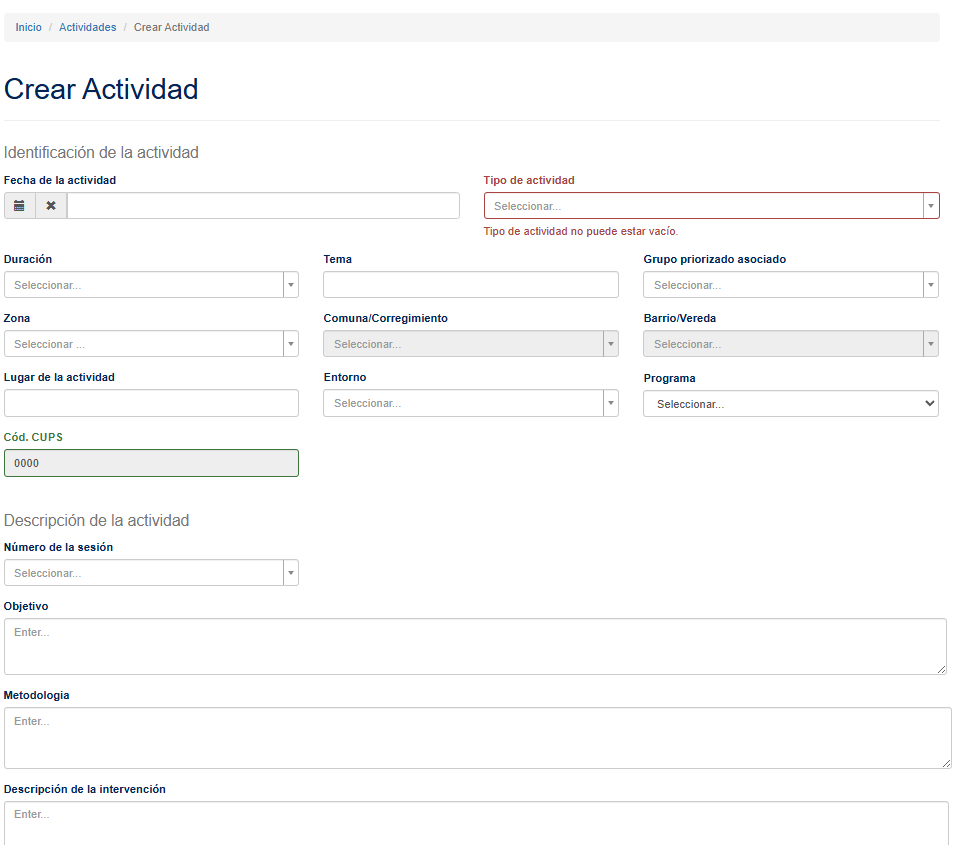 Inicio / Actividades / Crear Actividad
Crear Actividad
Identificación de la actividad
Fecha de la actividad Tipo de actividad
Seleccionar...
Tipo de actividad no puede estar vacío.
Duración Tema Grupo priorizado asociado
Seleccionar... Seleccionar...
Zona Comuna/Corregimiento Barrio/Vereda
Seleccionar ... Seleccionar... Seleccionar...
Lugar de la actividad Entorno Programa
Seleccionar... Seleccionar...
Cód. CUPS
0000
Descripción de la actividad
Número de la sesión
Seleccionar...
Objetivo
Enter...
Metodologia
Enter...
Descripción de la intervención
Enter...